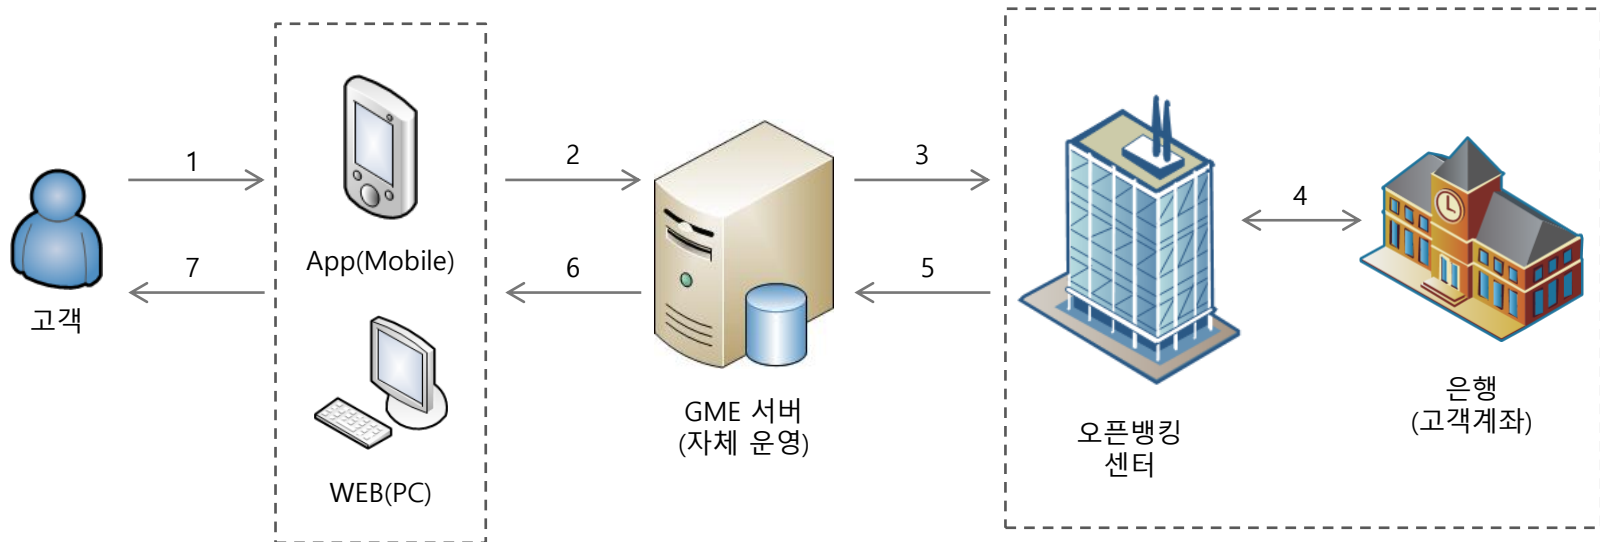 1
2
3
4
App(Mobile)
7
6
5
고객
GME 서버
(자체 운영)
오픈뱅킹
센터
은행
(고객계좌)
WEB(PC)